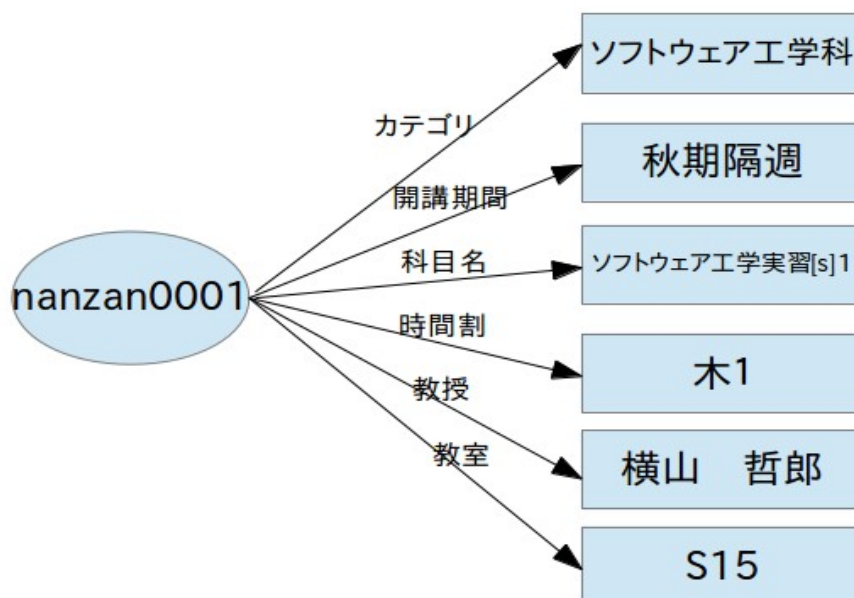 ソフトウェア工学科
カテゴリ
秋期隔週
開講期間
科目名
ソフトウェア工学実習[s]1
nanzan0001
時間割
木1
教授
横山　哲郎
教室
S15